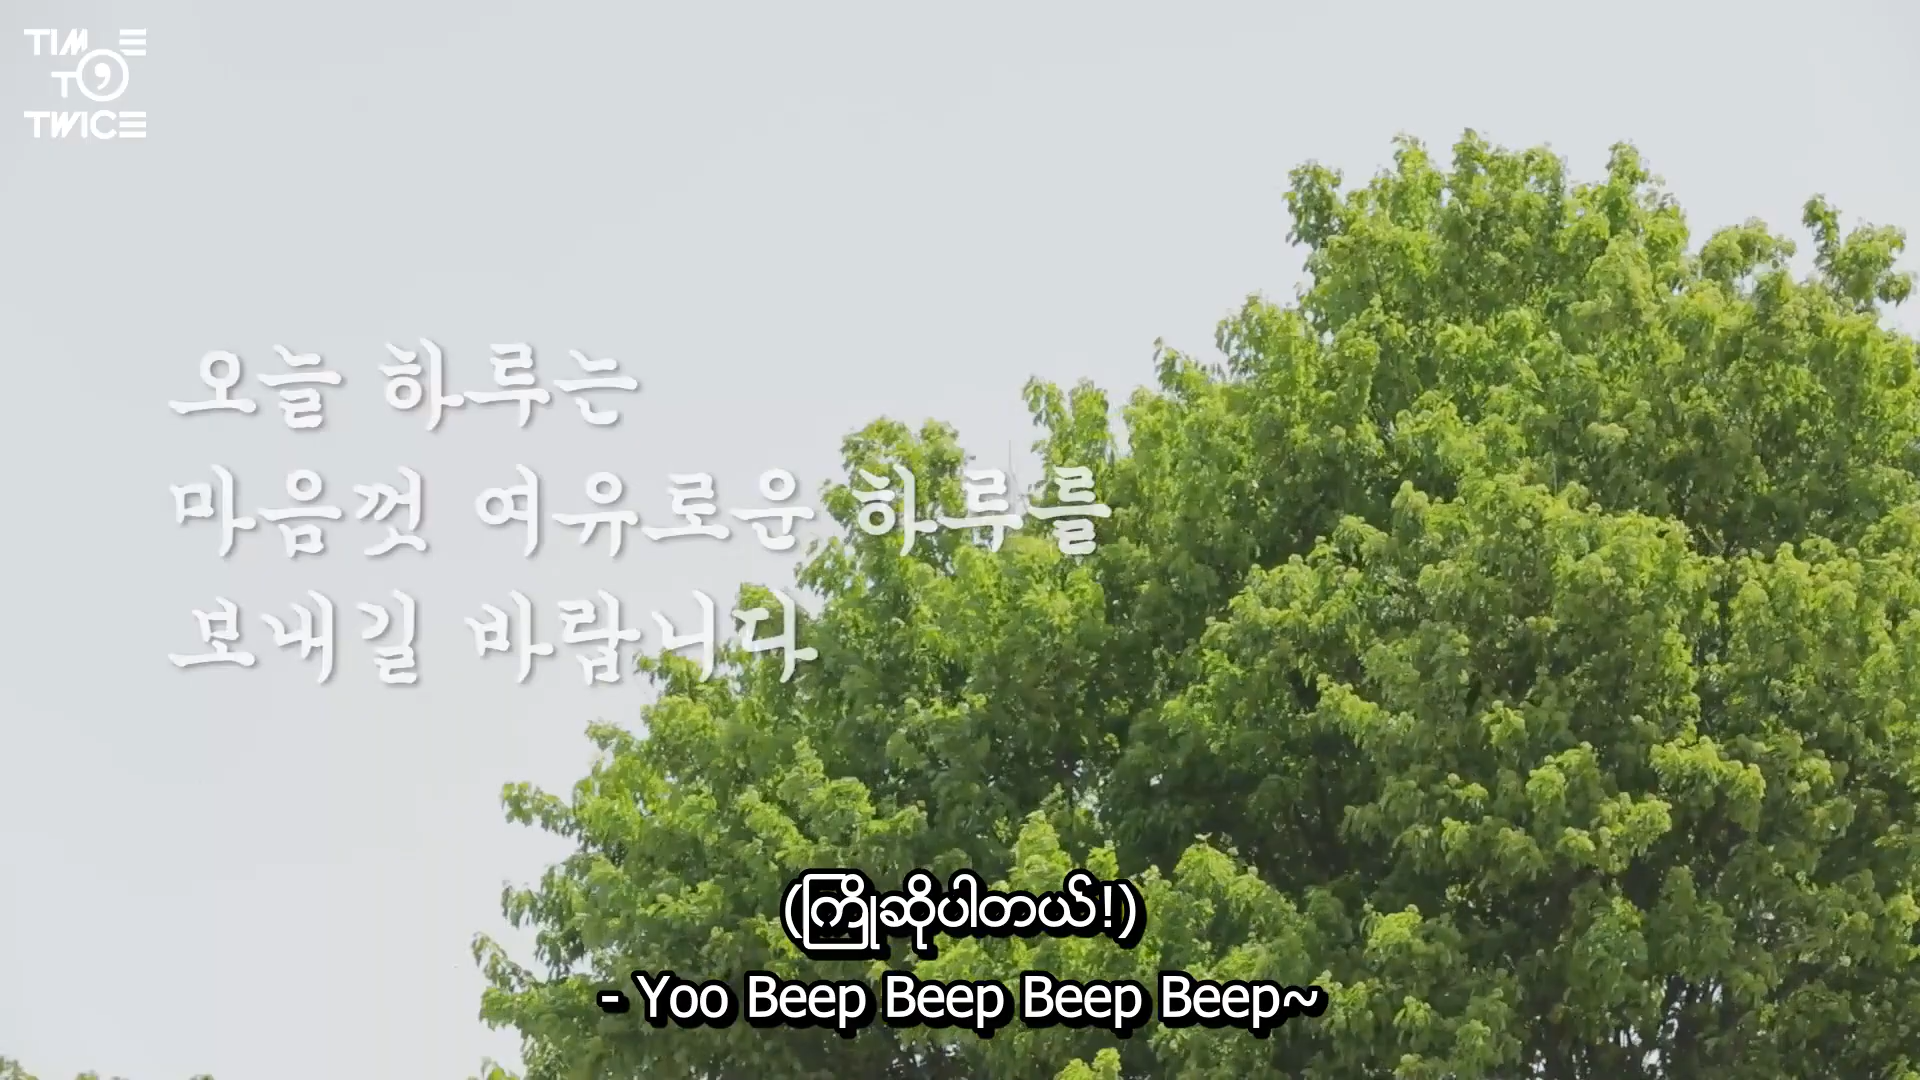 TIME
TO
TWICE
오늘 하루는
마음껏 여유로운 하루를
보내길 바랍니다
(ကြိုဆိုပါတယ်!)
- Yoo Beep Beep Beep Beep~